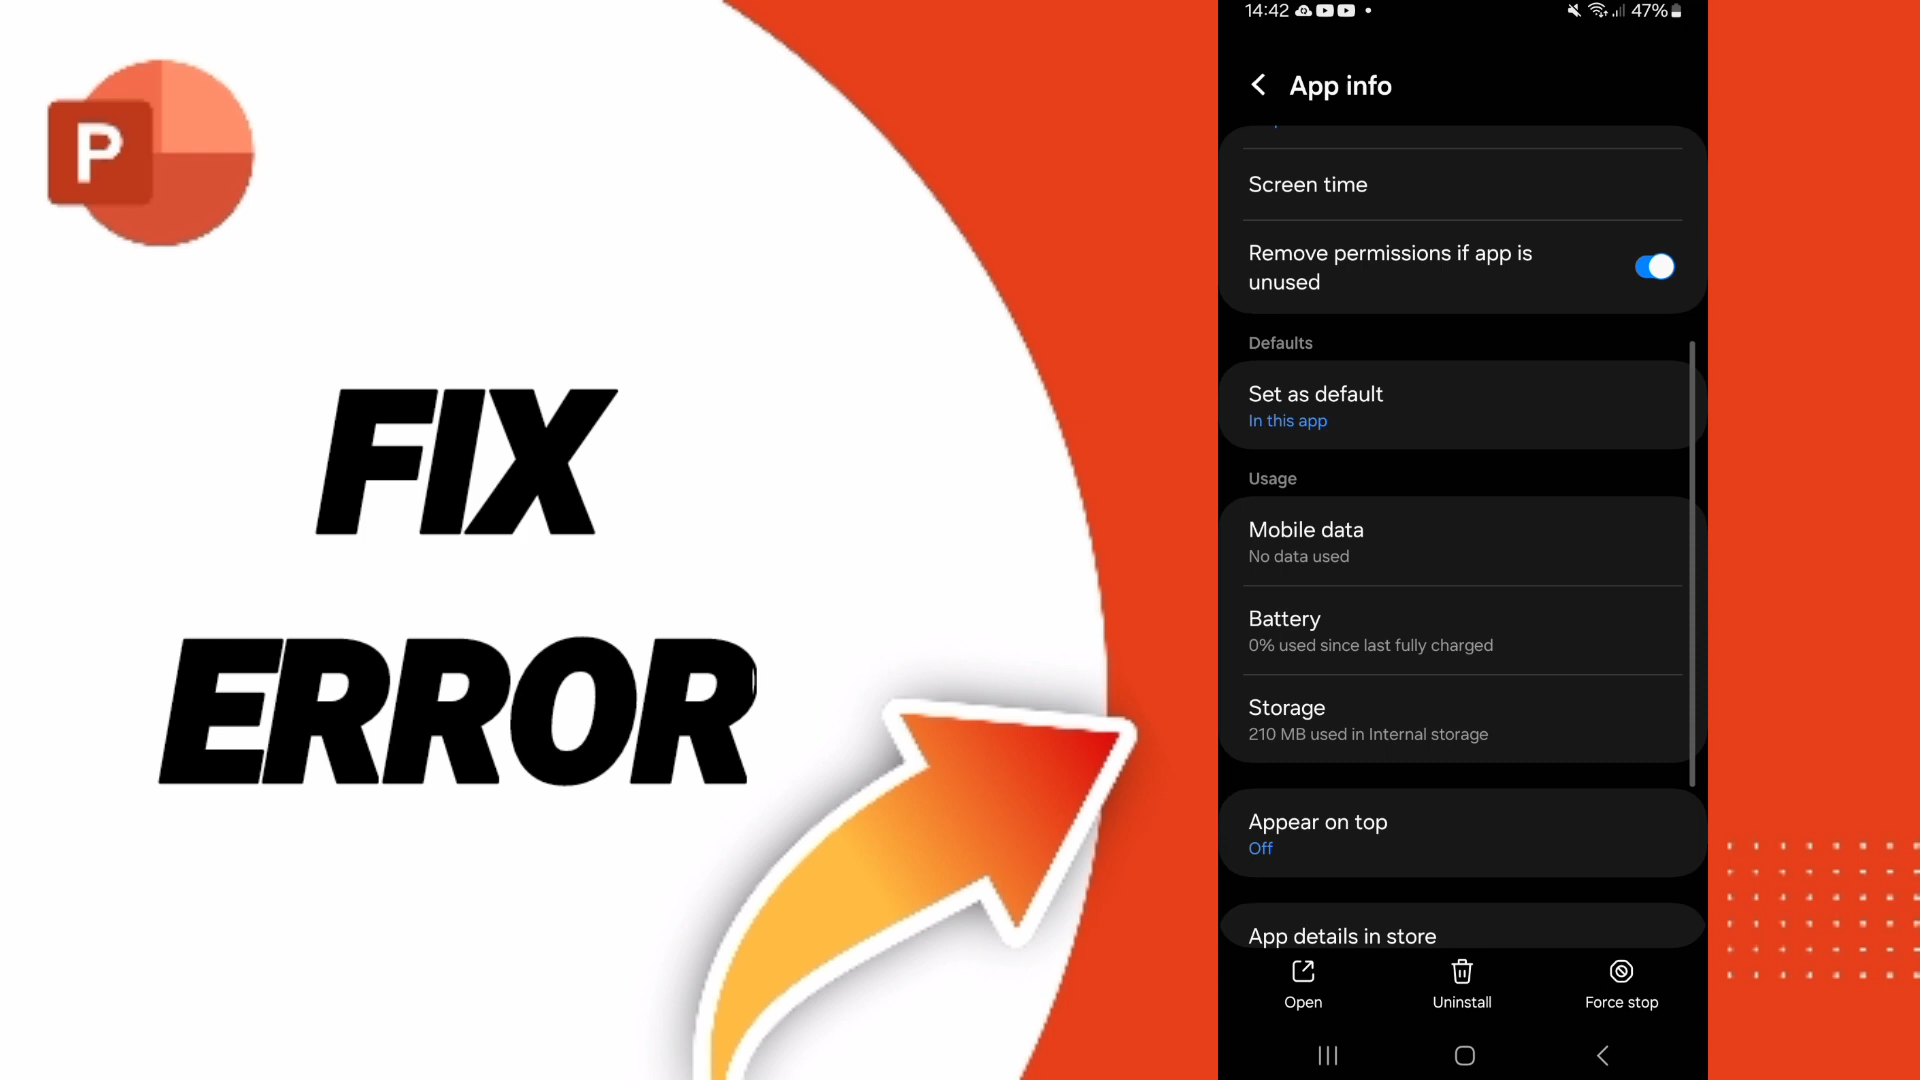 P
FIX
ERROR
14:42
47%
App info
Screen time
Remove permissions if app is
unused
Defaults
Set as default
In this app
Usage
Mobile data
No data used
Battery
0% used since last fully charged
Storage
210 MB used in Internal storage
Appear on top
Off
App details in store
Open
Uninstall
Force stop